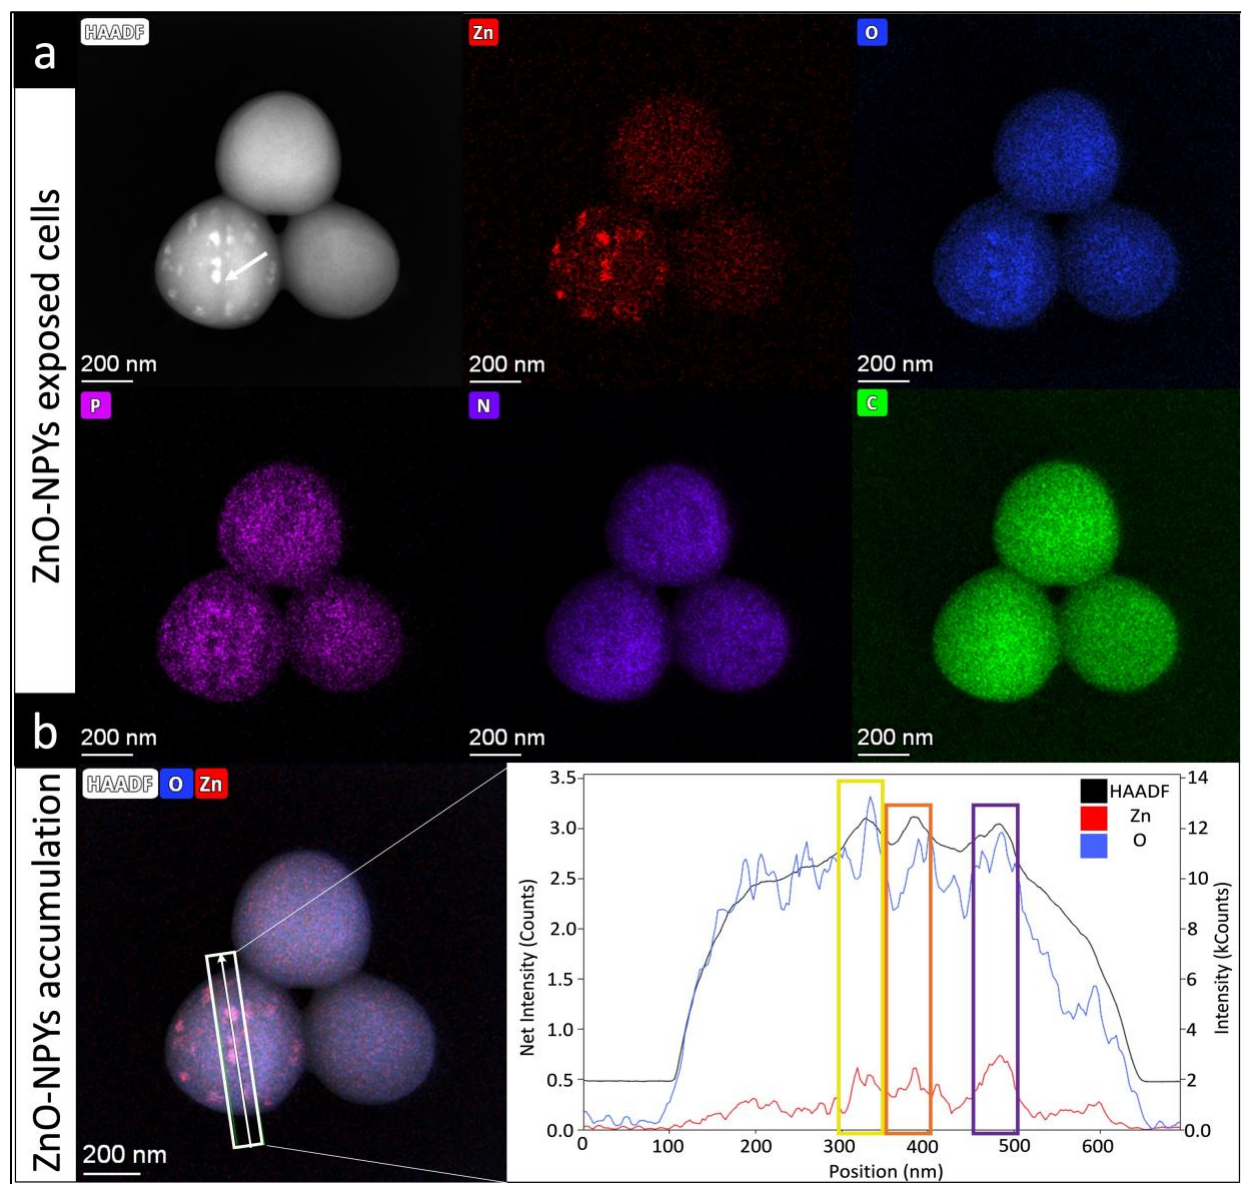 a
ZnO-NPYs exposed cells
HAADF
200 nm
Zn
O
200 nm
200 nm
P
200 nm
N
200 nm
C
200 nm
b
ZnO-NPYs accumulation
HAADF O Zn
200 nm
Net Intensity (Counts)
3.5
3.0
2.5
2.0
1.5
1.0
0.5
0.0
0 100 200 300 400 500 600
Position (nm)
14
12
10
8
6
4
2
0.0
Intensity (kCounts)
HAADF
Zn
O